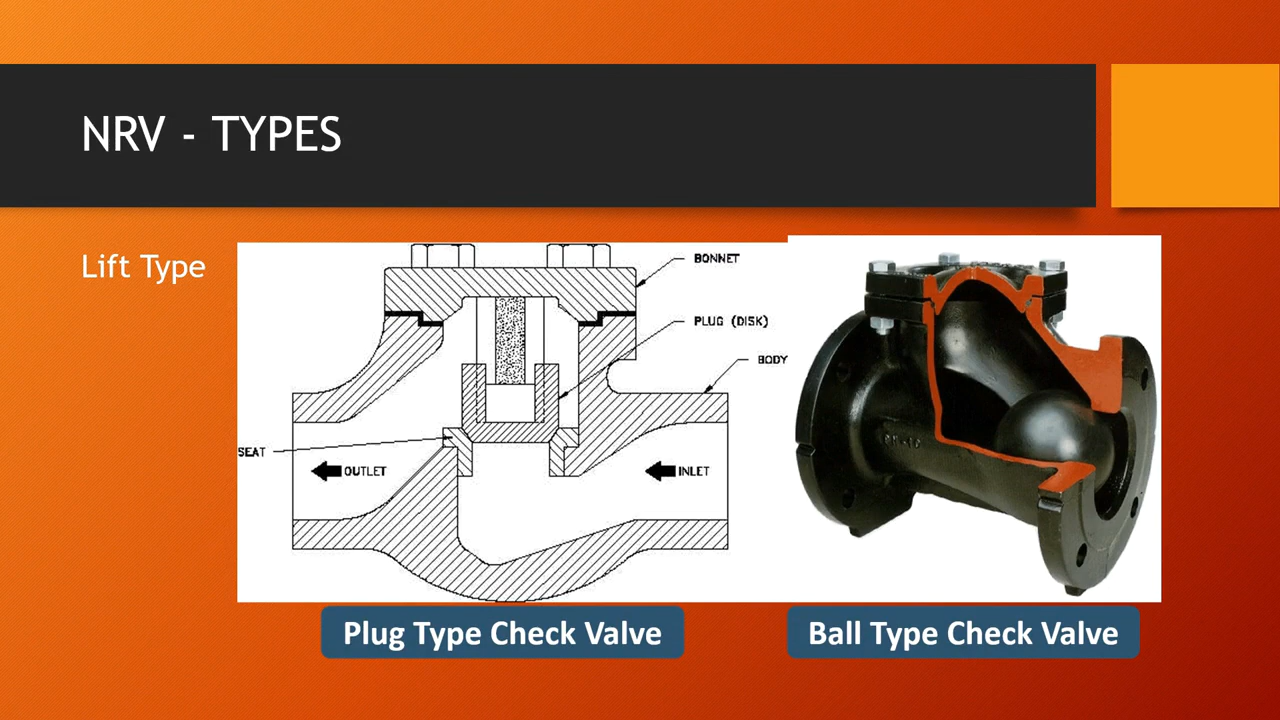 NRV - TYPES
Lift Type
BONNET
PLUG (DISK)
BODY
SEAT
OUTLET
INLET
Plug Type Check Valve
Ball Type Check Valve